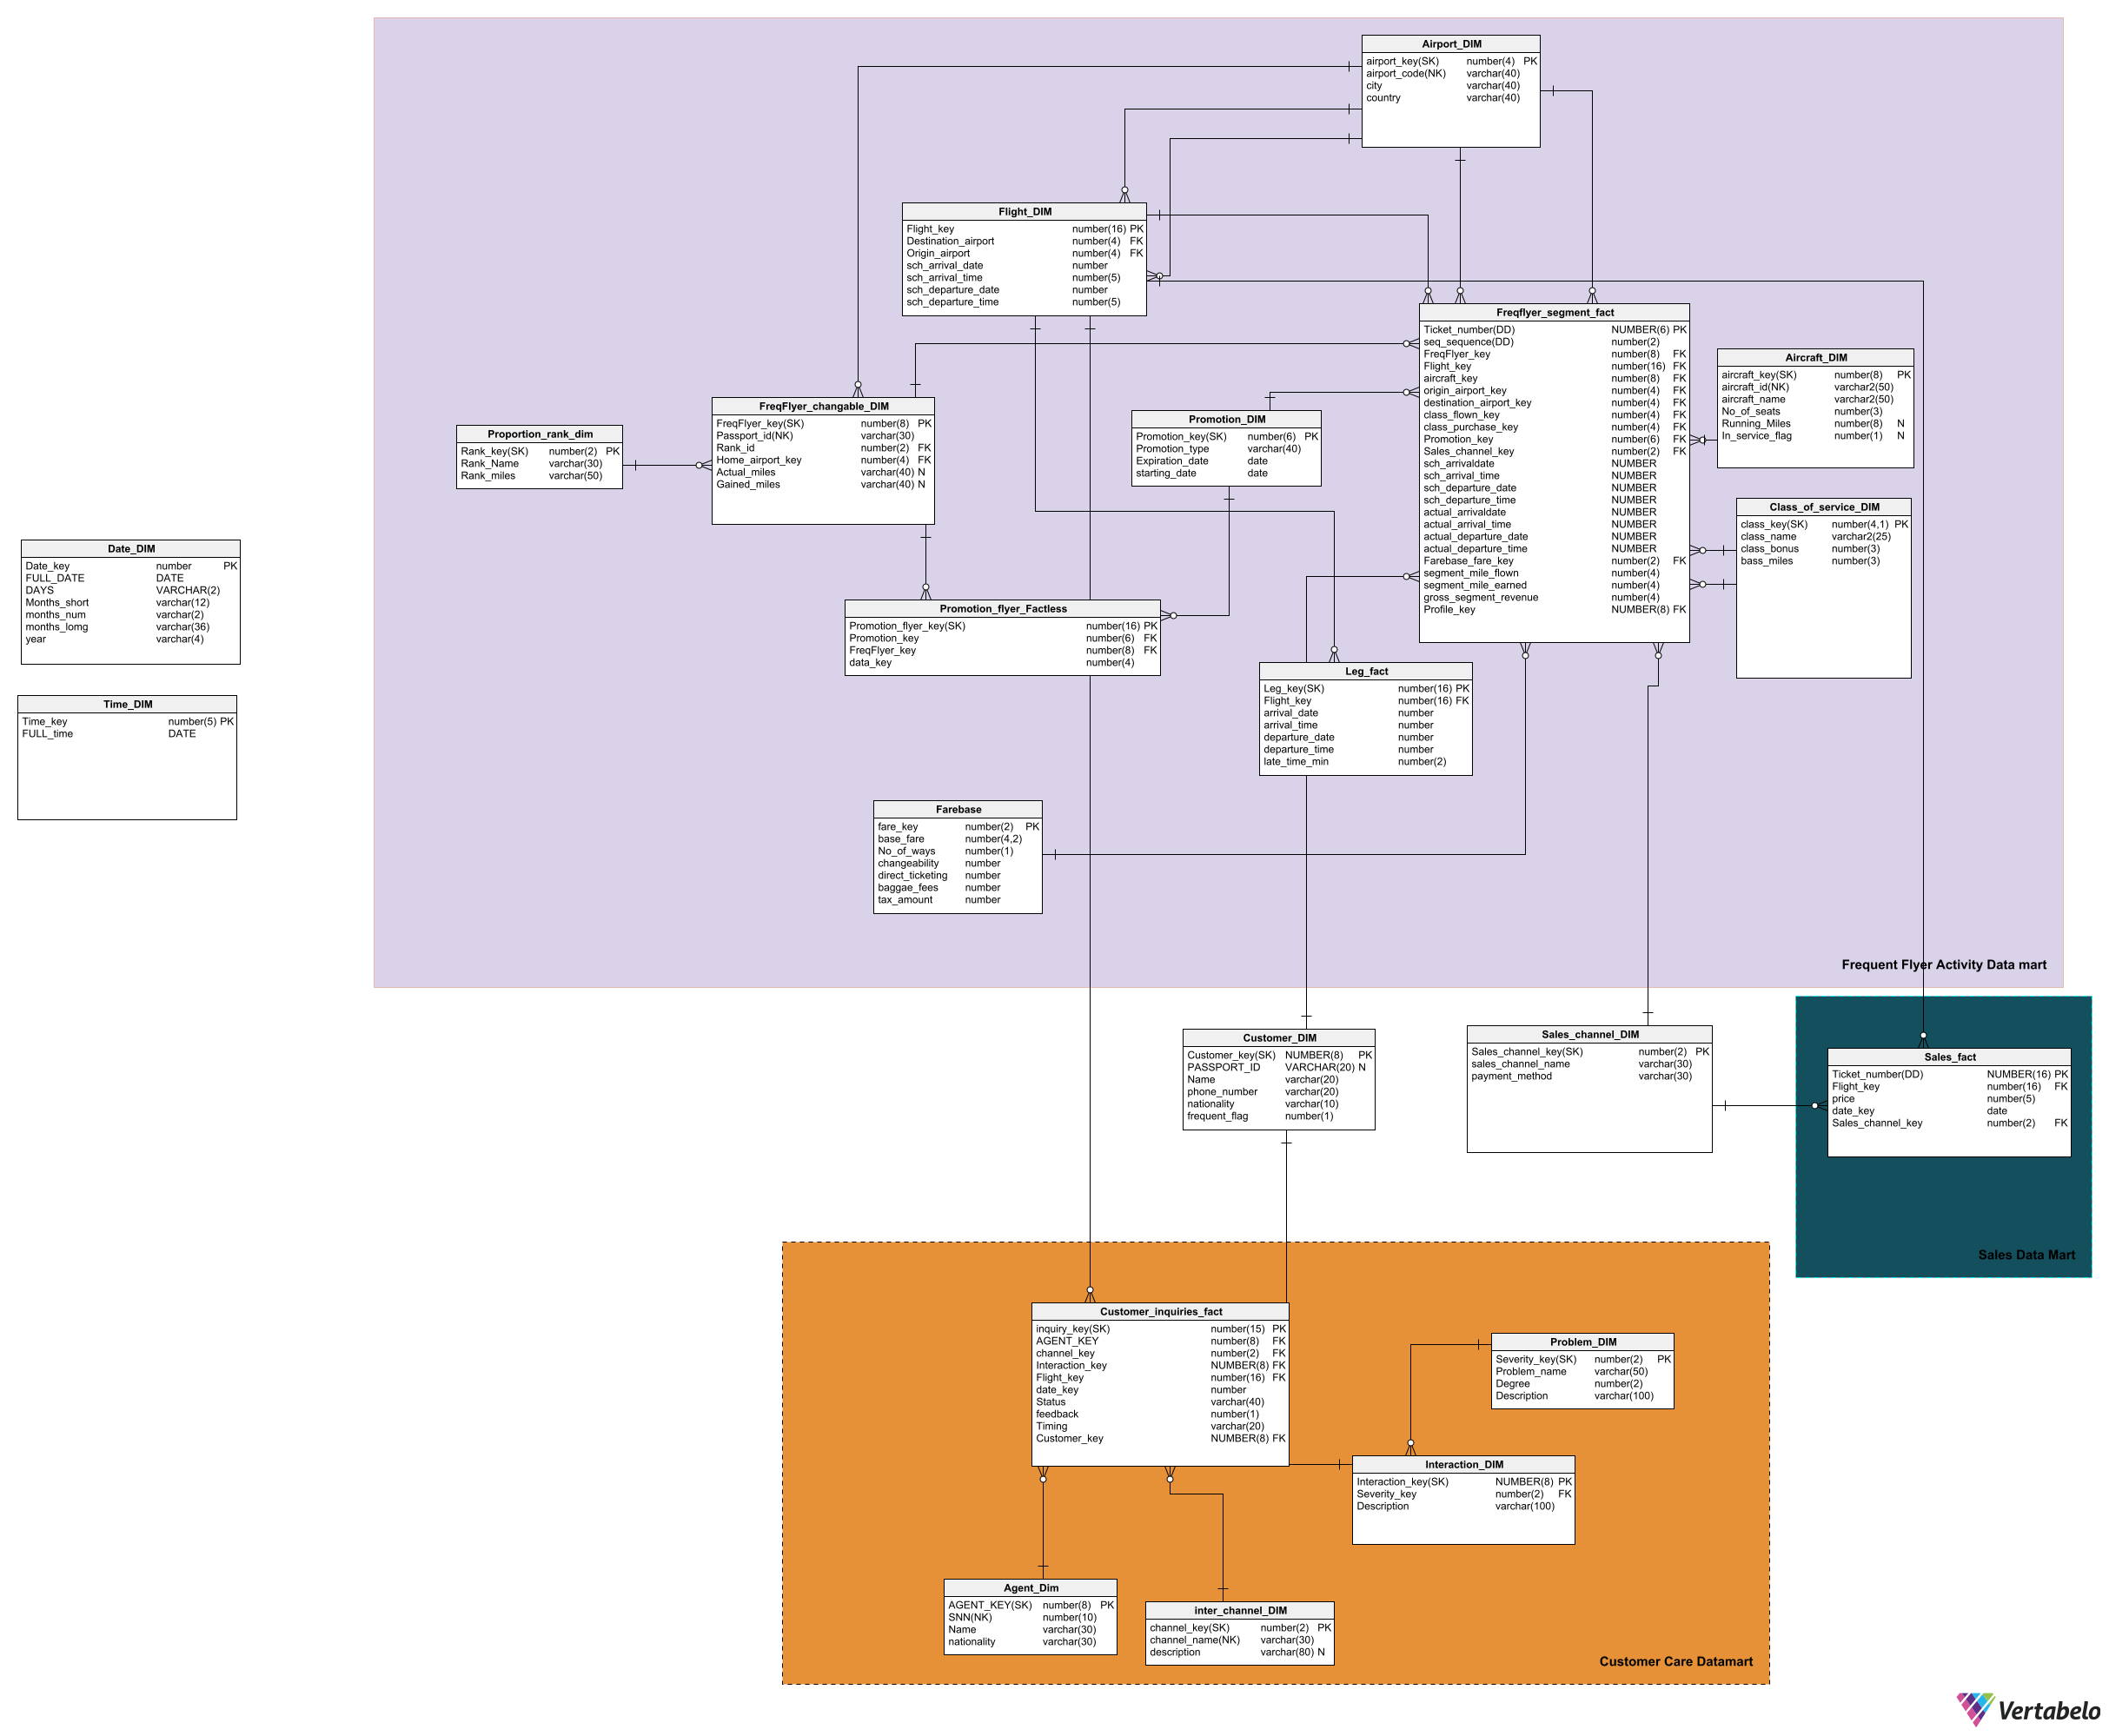 Airport_DIM
airport_key(SK) number(4) PK
airport_code(NK) varchar(40)
city varchar(40)
country varchar(40)
Flight_DIM
Flight_key number(16) PK
Destination_airport number(4) FK
Origin_airport number(4) FK
sch_arrival_date number
sch_arrival_time number(5)
sch_departure_date number
sch_departure_time number(5)
Freqflyer_segment_fact
Ticket_number(DD) NUMBER(6) PK
seq_sequence(DD) number(2)
FreqFlyer_key number(8) FK
Flight_key number(16) FK
aircraft_key number(8) FK
origin_airport_key number(4) FK
destination_airport_key number(4) FK
class_flown_key number(4) FK
class_purchase_key number(4) FK
Promotion_key number(6) FK
Sales_channel_key number(2) FK
sch_arrivaldate NUMBER
sch_arrival_time NUMBER
sch_departure_date NUMBER
sch_departure_time NUMBER
actual_arrivaldate NUMBER
actual_arrival_time NUMBER
actual_departure_date NUMBER
actual_departure_time NUMBER
Farebase_fare_key number(2) FK
segment_mile_flown number(4)
segment_mile_earned number(4)
gross_segment_revenue number(4)
Profile_key NUMBER(8) FK
Aircraft_DIM
aircraft_key(SK) number(8) PK
aircraft_id(NK) varchar2(50)
aircraft_name varchar2(50)
No_of_seats number(3)
Running_Miles number(8) N
In_service_flag number(1) N
FreqFlyer_changable_DIM
FreqFlyer_key(SK) number(8) PK
Passport_id(NK) varchar(30)
Rank_id number(2) FK
Home_airport_key number(4) FK
Actual_miles varchar(40) N
Gained_miles varchar(40) N
Promotion_DIM
Promotion_key(SK) number(6) PK
Promotion_type varchar(40)
Expiration_date date
starting_date date
Proportion_rank_dim
Rank_key(SK) number(2) PK
Rank_Name varchar(30)
Rank_miles varchar(50)
Class_of_service_DIM
class_key(SK) number(4,1) PK
class_name varchar2(25)
class_bonus number(3)
bass_miles number(3)
Date_DIM
Date_key number PK
FULL_DATE DATE
DAYS VARCHAR(2)
Months_short varchar(12)
months_num varchar(2)
months_lomg varchar(36)
year varchar(4)
Promotion_flyer_Factless
Promotion_flyer_key(SK) number(16) PK
Promotion_key number(6) FK
FreqFlyer_key number(8) FK
data_key number(4)
Leg_fact
Leg_key(SK) number(16) PK
Flight_key number(16) FK
arrival_date number
arrival_time number
departure_date number
departure_time number
late_time_min number(2)
Time_DIM
Time_key number(5) PK
FULL_time DATE
Farebase
fare_key number(2) PK
base_fare number(4,2)
No_of_ways number(1)
changeability number
direct_ticketing number
baggae_fees number
tax_amount number
Frequent Flyer Activity Data mart
Customer_DIM
Customer_key(SK) NUMBER(8) PK
PASSPORT_ID VARCHAR(20) N
Name varchar(20)
phone_number varchar(20)
nationality varchar(10)
frequent_flag number(1)
Sales_channel_DIM
Sales_channel_key(SK) number(2) PK
sales_channel_name varchar(30)
payment_method varchar(30)
Sales_fact
Ticket_number(DD) NUMBER(16) PK
Flight_key number(16) FK
price number(5)
date_key date
Sales_channel_key number(2) FK
Sales Data Mart
Customer_inquiries_fact
inquiry_key(SK) number(15) PK
AGENT_KEY number(8) FK
channel_key number(2) FK
Interaction_key NUMBER(8) FK
Flight_key number(16) FK
date_key number
Status varchar(40)
feedback number(1)
Timing varchar(20)
Customer_key NUMBER(8) FK
Problem_DIM
Severity_key(SK) number(2) PK
Problem_name varchar(50)
Degree number(2)
Description varchar(100)
Interaction_DIM
Interaction_key(SK) NUMBER(8) PK
Severity_key number(2) FK
Description varchar(100)
Agent_Dim
AGENT_KEY(SK) number(8) PK
SNN(NK) number(10)
Name varchar(30)
nationality varchar(30)
inter_channel_DIM
channel_key(SK) number(2) PK
channel_name(NK) varchar(30)
description varchar(80) N
Customer Care Datamart
Vertabelo